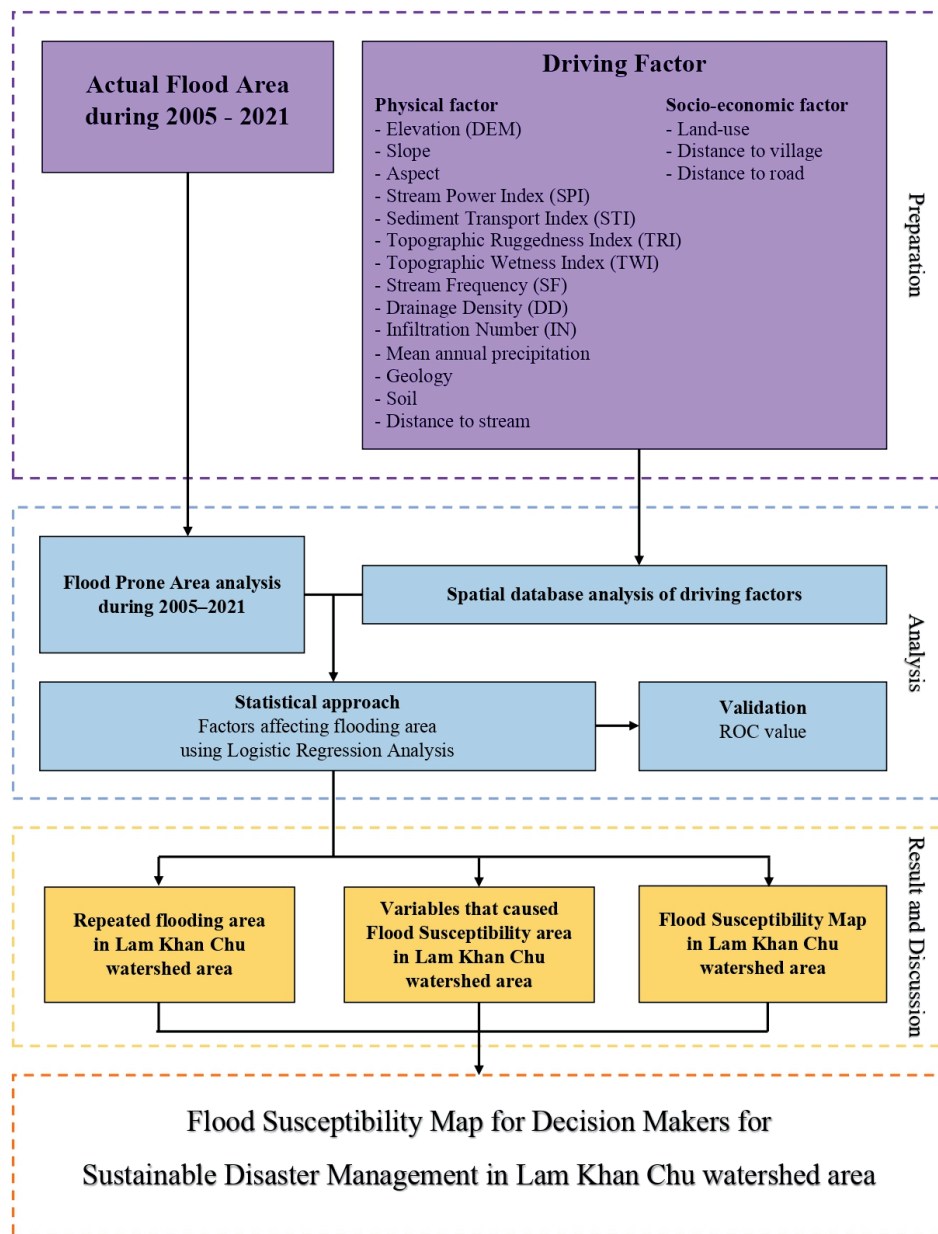 Actual Flood Area
during 2005 - 2021
Driving Factor
Physical factor
- Elevation (DEM)
- Slope
- Aspect
- Stream Power Index (SPI)
- Sediment Transport Index (STI)
- Topographic Ruggedness Index (TRI)
- Topographic Wetness Index (TWI)
- Stream Frequency (SF)
- Drainage Density (DD)
- Infiltration Number (IN)
- Mean annual precipitation
- Geology
- Soil
- Distance to stream
Socio-economic factor
- Land-use
- Distance to village
- Distance to road
Preparation
Flood Prone Area analysis
during 2005–2021
Spatial database analysis of driving factors
Statistical approach
Factors affecting flooding area
using Logistic Regression Analysis
Validation
ROC value
Analysis
Repeated flooding area
in Lam Khan Chu
watershed area
Variables that caused
Flood Susceptibility area
in Lam Khan Chu
watershed area
Flood Susceptibility Map
in Lam Khan Chu
watershed area
Result and Discussion
Flood Susceptibility Map for Decision Makers for
Sustainable Disaster Management in Lam Khan Chu watershed area